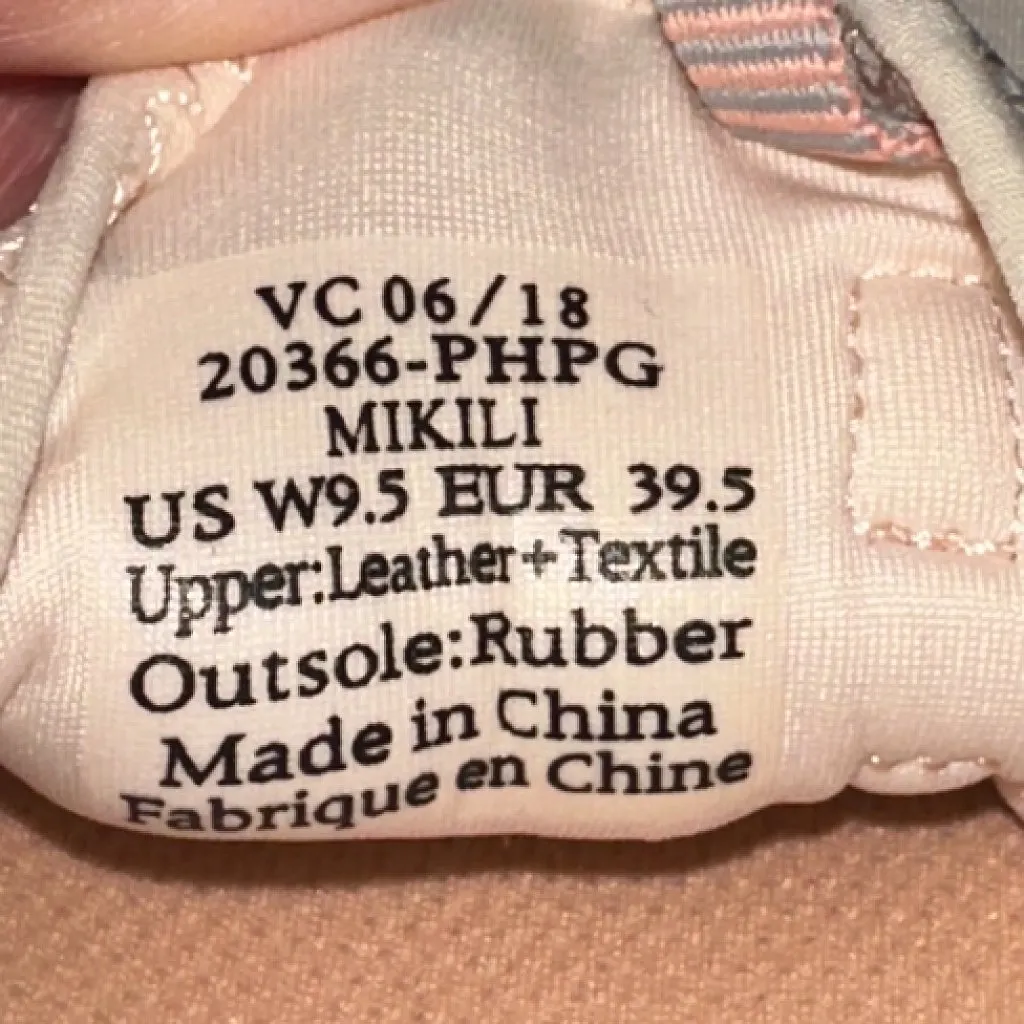 VC 06/18
20366-PHPG
MIKILI
US W9.5 EUR 39.5
Upper:Leather+Textile
Outsole:Rubber
Made in China
Fabrique en Chine